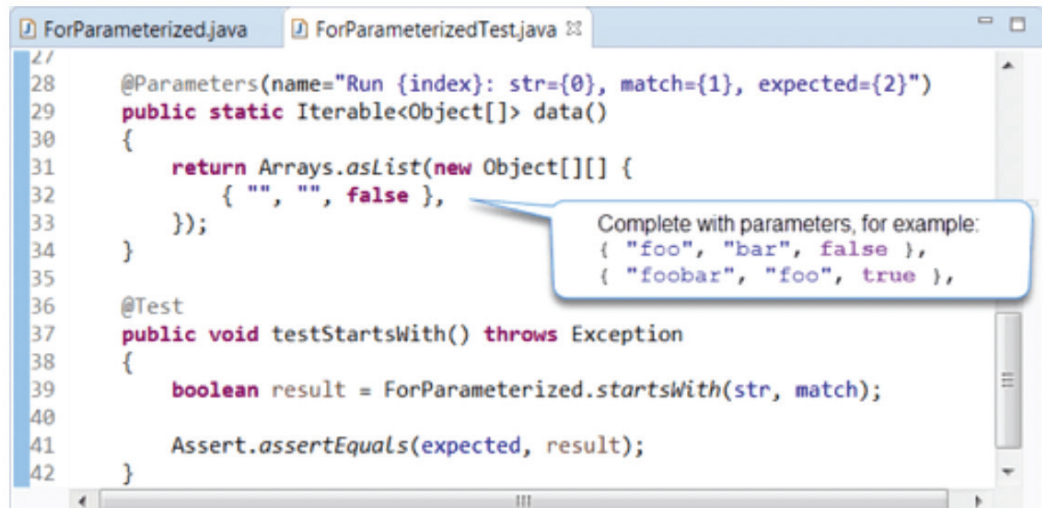 ForParameterized.java
ForParameterizedTest.java
27
28 @Parameters(name="Run {index}: str={0}, match={1}, expected={2}")
29 public static Iterable<Object[]> data()
30 {
31 return Arrays.asList(new Object[][] {
32 { "", "", false },
33 });
34 }
Complete with parameters, for example:
{ "foo", "bar", false },
{ "foobar", "foo", true },
35
36 @Test
37 public void testStartsWith() throws Exception
38 {
39 boolean result = ForParameterized.startsWith(str, match);
40
41 Assert.assertEquals(expected, result);
42 }